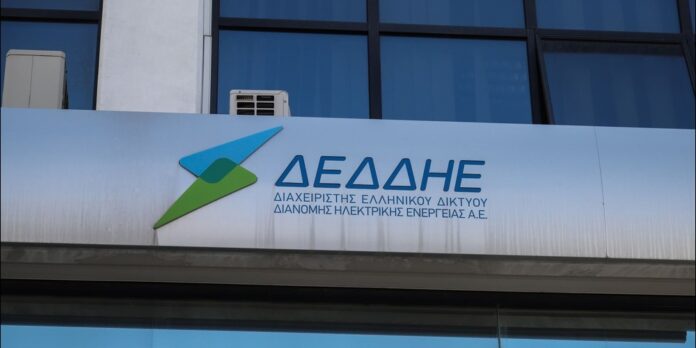 ΔΕΔΔΗΕ
ΔΙΑΧΕΙΡΙΣΤΗΣ ΕΛΛΗΝΙΚΟΥ ΔΙΚΤΥΟΥ
ΔΙΑΝΟΜΗΣ ΗΛΕΚΤΡΙΚΗΣ ΕΝΕΡΓΕΙΑΣ Α.Ε.